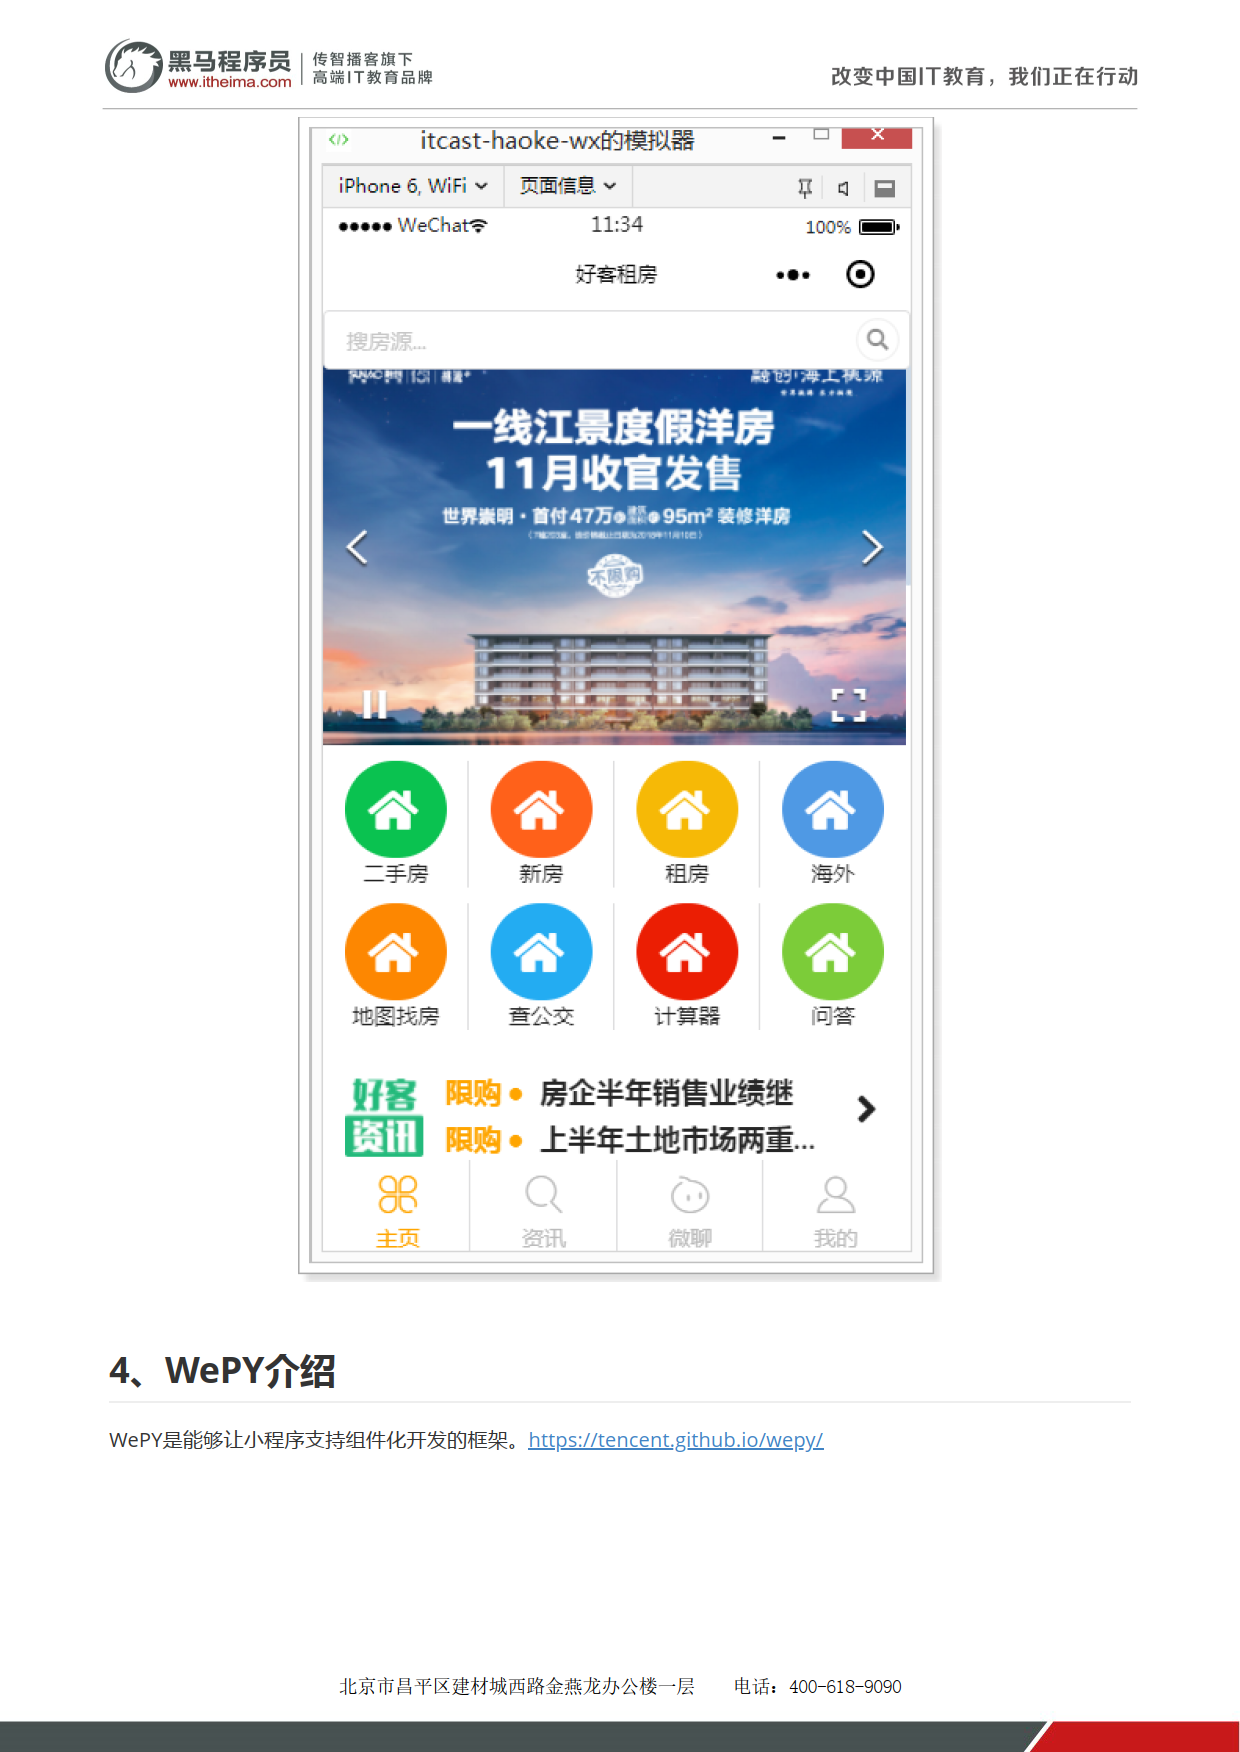 黑马程序员
www.itheima.com
传智播客旗下
高端IT教育品牌
改变中国IT教育，我们正在行动
itcast-haoke-wx的模拟器
iPhone 6, WiFi
页面信息
WeChat
11:34
100%
好客租房
搜房源...
融创·海上桃源
一线江景度假洋房
11月收官发售
世界崇明·首付47万 95m² 装修洋房
不限购
二手房
新房
租房
海外
地图找房
查公交
计算器
问答
好客
资讯
限购 房企半年销售业绩继
限购 上半年土地市场两重...
主页
资讯
微聊
我的
4、WePY介绍
WePY是能够让小程序支持组件化开发的框架。https://tencent.github.io/wepy/
北京市昌平区建材城西路金燕龙办公楼一层 电话：400-618-9090